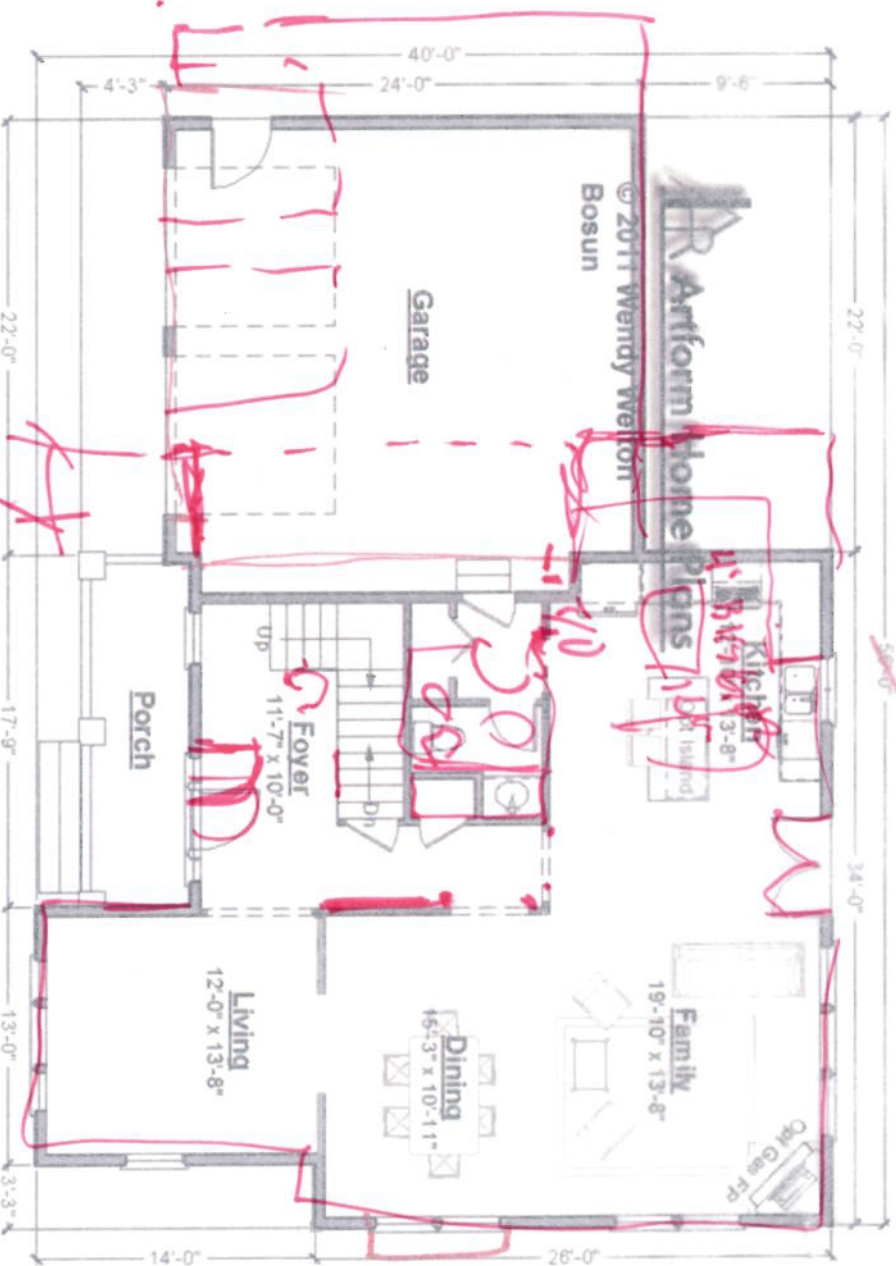 40'-0"
4'-3"
24'-0"
22'-0"
22'-0"
Artform Home Plans
© 2011 Wendy Welton
Bosun
Garage
Kitchen
Opt Island
Up
Foyer
11'-7" x 10'-0"
Dn
Porch
17'-9"
34'-0"
Family
19'-10" x 13'-8"
Dining
15'-3" x 10'-11"
Living
12'-0" x 13'-8"
Opt Gas FP
13'-0"
3'-3"
14'-0"
26'-0"